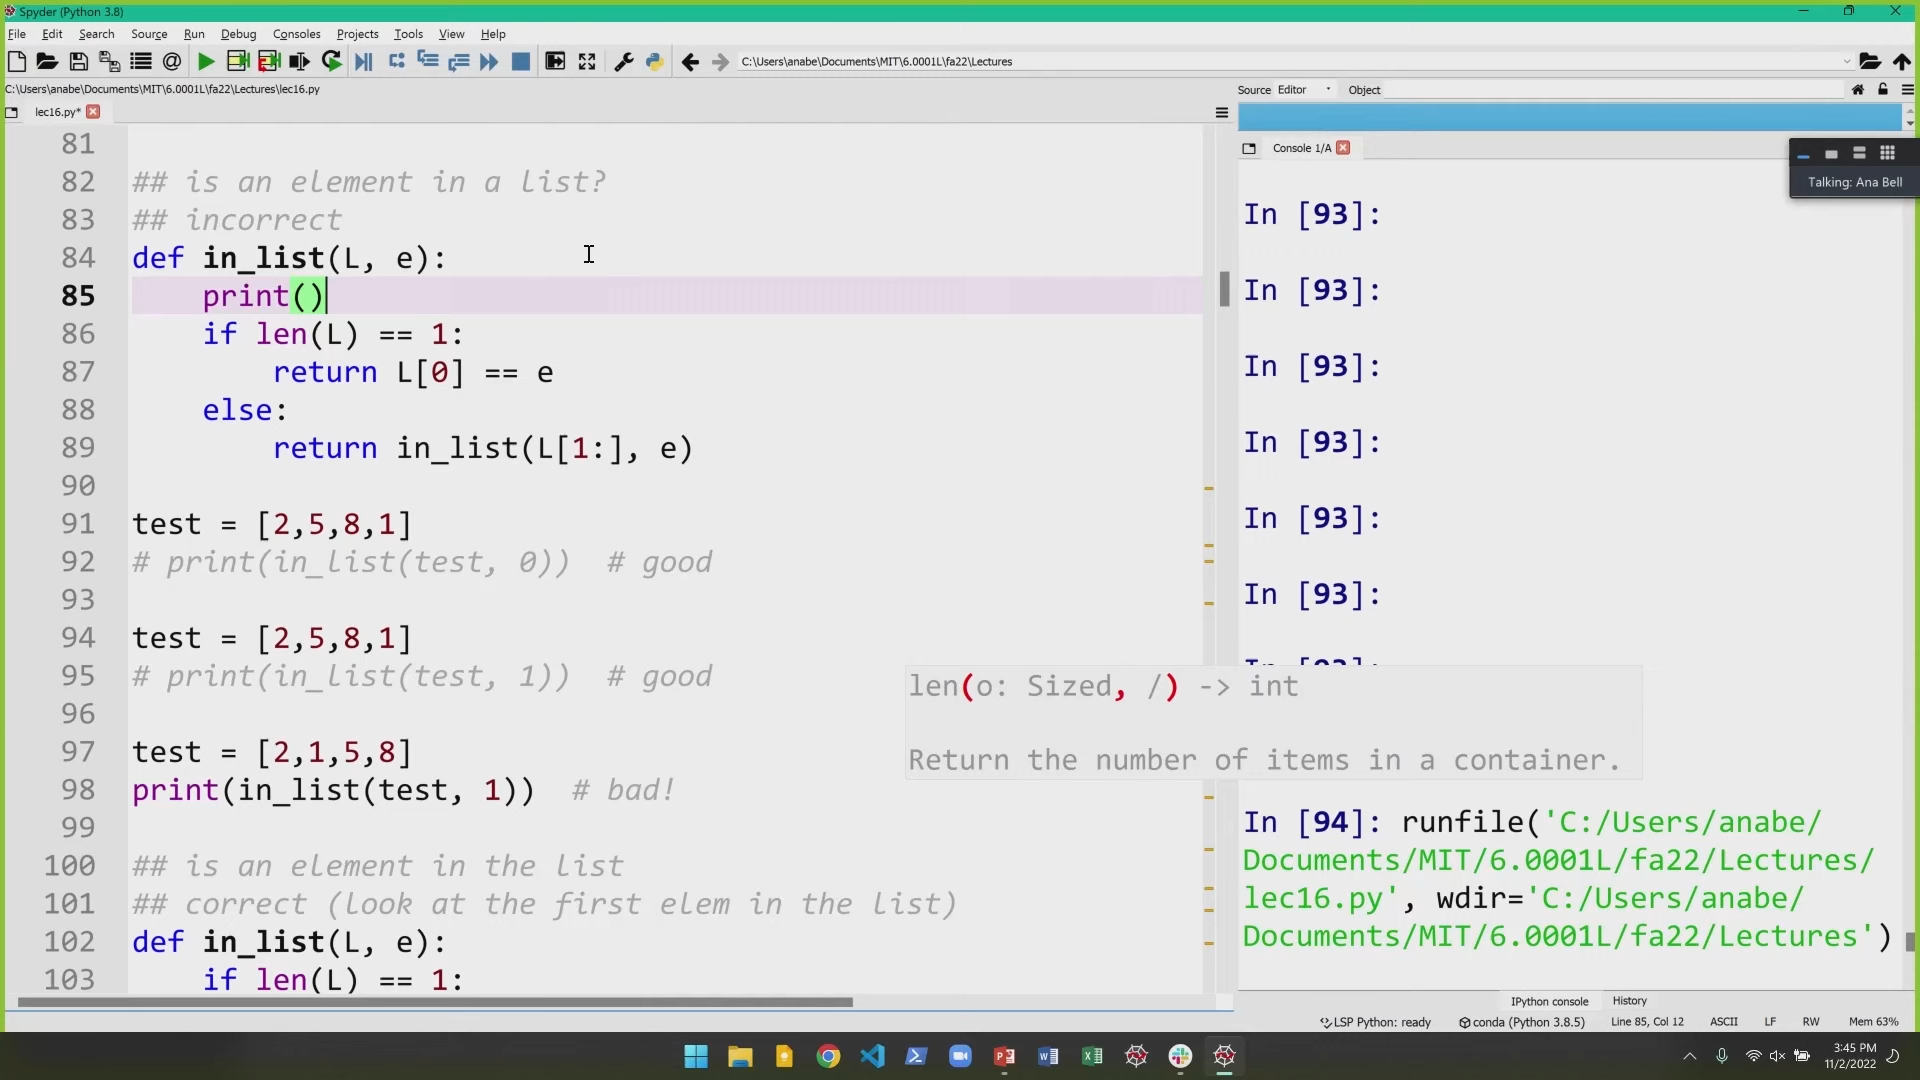 Spyder (Python 3.8)
File Edit Search Source Run Debug Consoles Projects Tools View Help
C:\Users\anabe\Documents\MIT\6.0001L\fa22\Lectures
C:\Users\anabe\Documents\MIT\6.0001L\fa22\Lectures\lec16.py
lec16.py*
81
82 ## is an element in a list?
83 ## incorrect
84 def in_list(L, e):
85     print()
86     if len(L) == 1:
87         return L[0] == e
88     else:
89         return in_list(L[1:], e)
90
91 test = [2,5,8,1]
92 # print(in_list(test, 0))  # good
93
94 test = [2,5,8,1]
95 # print(in_list(test, 1))  # good
96
97 test = [2,1,5,8]
98 print(in_list(test, 1))  # bad!
99
100 ## is an element in the list
101 ## correct (look at the first elem in the list)
102 def in_list(L, e):
103     if len(L) == 1:
len(o: Sized, /) -> int
Return the number of items in a container.
Source Editor Object
Console 1/A
Talking: Ana Bell
In [93]:
In [93]:
In [93]:
In [93]:
In [93]:
In [93]:
In [93]:
In [94]: runfile('C:/Users/anabe/
Documents/MIT/6.0001L/fa22/Lectures/
lec16.py', wdir='C:/Users/anabe/
Documents/MIT/6.0001L/fa22/Lectures')
IPython console History
LSP Python: ready conda (Python 3.8.5) Line 85, Col 12 ASCII LF RW Mem 63%
3:45 PM
11/2/2022